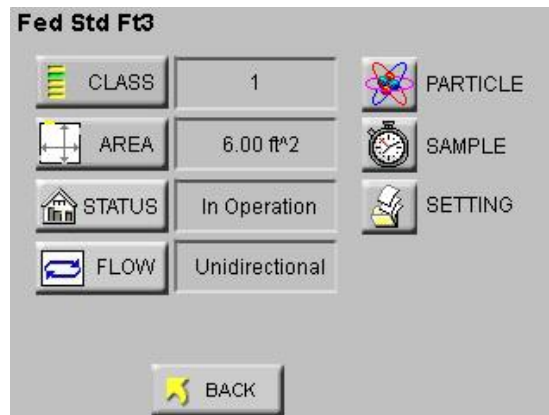 Fed Std Ft3
CLASS 1 PARTICLE
AREA 6.00 ft^2 SAMPLE
STATUS In Operation SETTING
FLOW Unidirectional
BACK